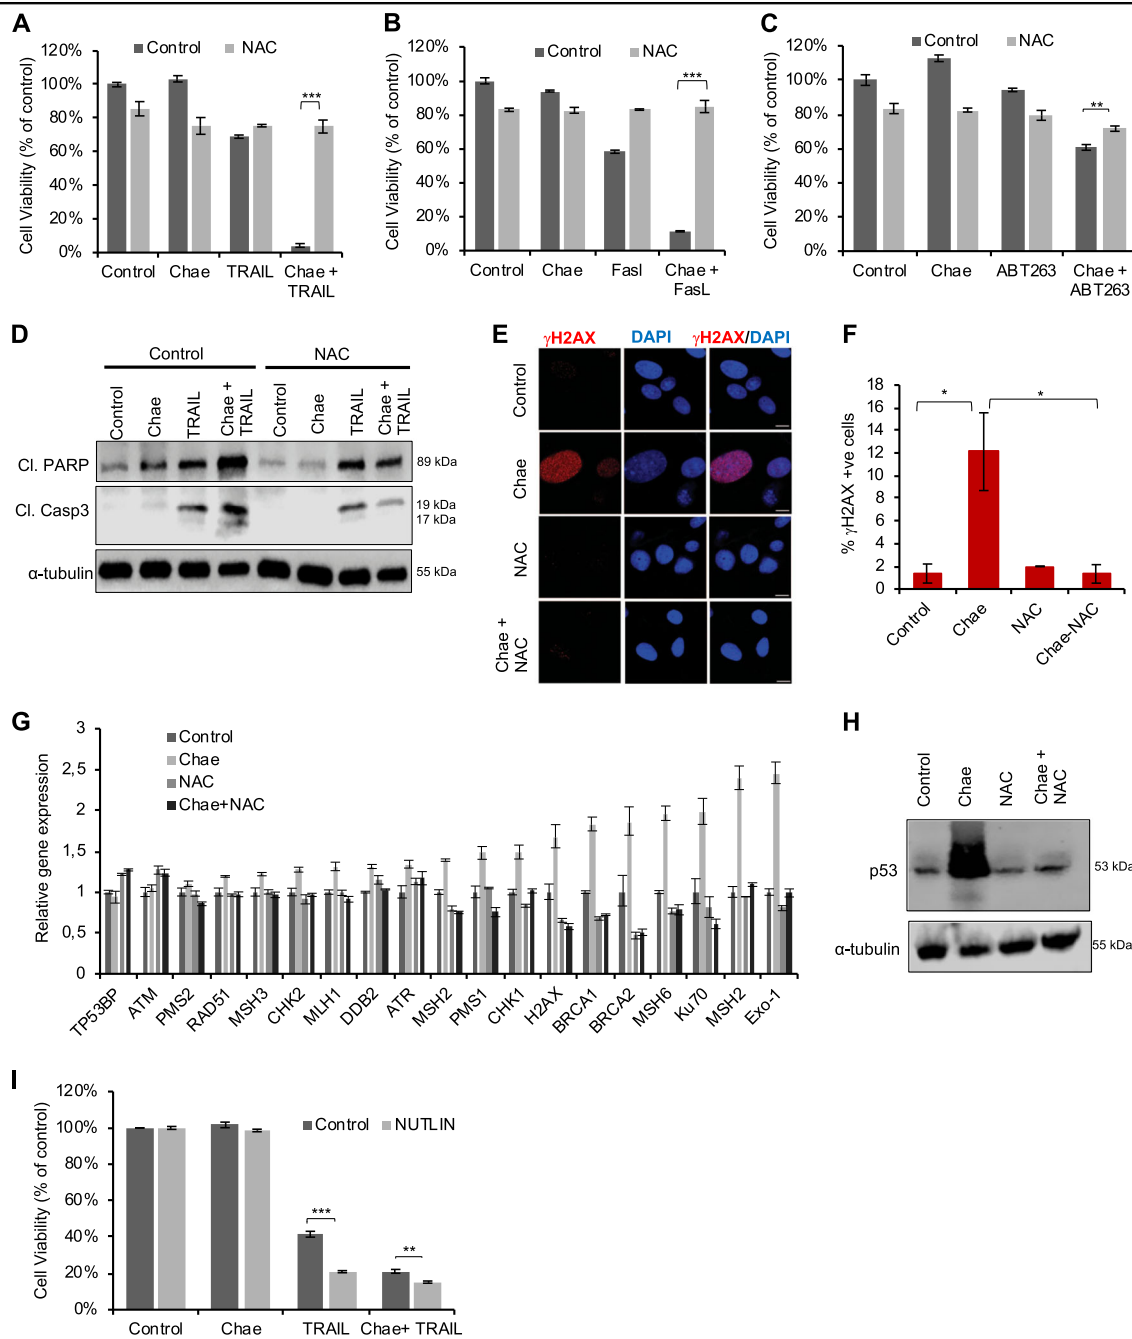 A
Cell Viability (% of control)
120%
100%
80%
60%
40%
20%
0%
Control
NAC
***
Control
Chae
TRAIL
Chae +
TRAIL
B
Cell Viability (% of control)
120%
100%
80%
60%
40%
20%
0%
Control
NAC
***
Control
Chae
Fasl
Chae +
FasL
C
Cell Viability (% of control)
120%
100%
80%
60%
40%
20%
0%
Control
NAC
**
Control
Chae
ABT263
Chae +
ABT263
D
Control
NAC
Control
Chae
TRAIL
Chae +
TRAIL
Control
Chae
TRAIL
Chae +
TRAIL
Cl. PARP
89 kDa
Cl. Casp3
19 kDa
17 kDa
α-tubulin
55 kDa
E
γH2AX
DAPI
γH2AX/DAPI
Control
Chae
NAC
Chae +
NAC
F
% γH2AX +ve cells
18
16
14
12
10
8
6
4
2
0
*
*
Control
Chae
NAC
Chae-NAC
G
Relative gene expression
3
2,5
2
1,5
1
0,5
0
Control
Chae
NAC
Chae+NAC
TP53BP
ATM
PMS2
RAD51
MSH3
CHK2
MLH1
DDB2
ATR
MSH2
PMS1
CHK1
H2AX
BRCA1
BRCA2
MSH6
Ku70
MSH2
Exo-1
H
Control
Chae
NAC
Chae +
NAC
p53
53 kDa
α-tubulin
55 kDa
I
Cell Viability (% of control)
120%
100%
80%
60%
40%
20%
0%
Control
NUTLIN
***
**
Control
Chae
TRAIL
Chae+ TRAIL